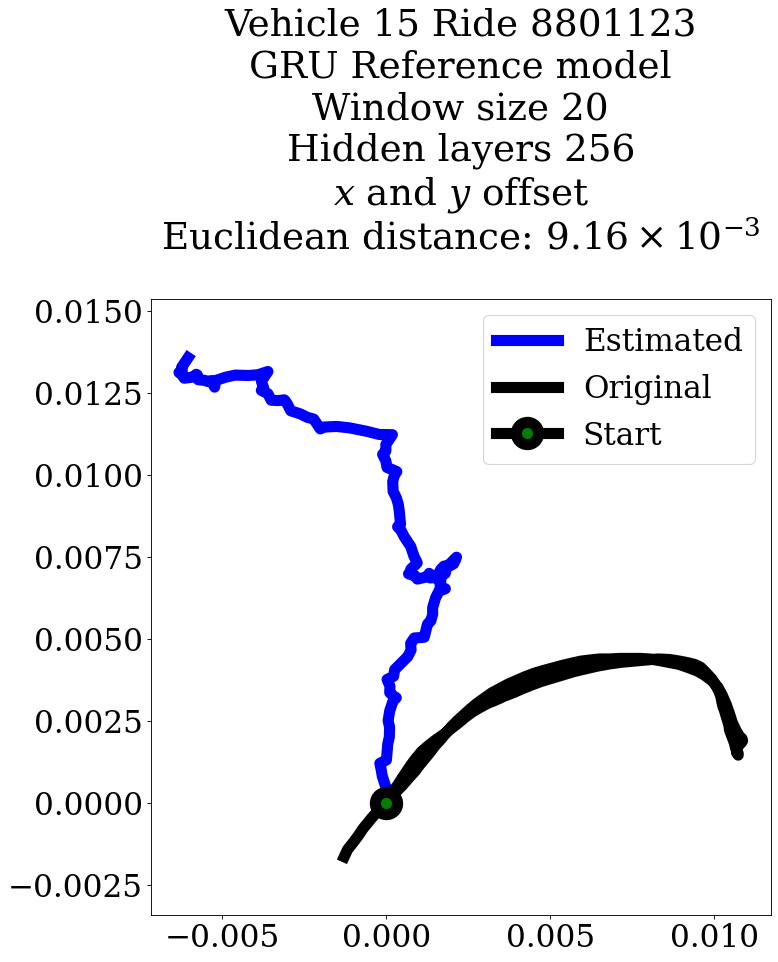 Vehicle 15 Ride 8801123
GRU Reference model
Window size 20
Hidden layers 256
x and y offset
Euclidean distance: 9.16 × 10⁻³
Estimated
Original
Start
0.0150
0.0125
0.0100
0.0075
0.0050
0.0025
0.0000
−0.0025
−0.005 0.000 0.005 0.010